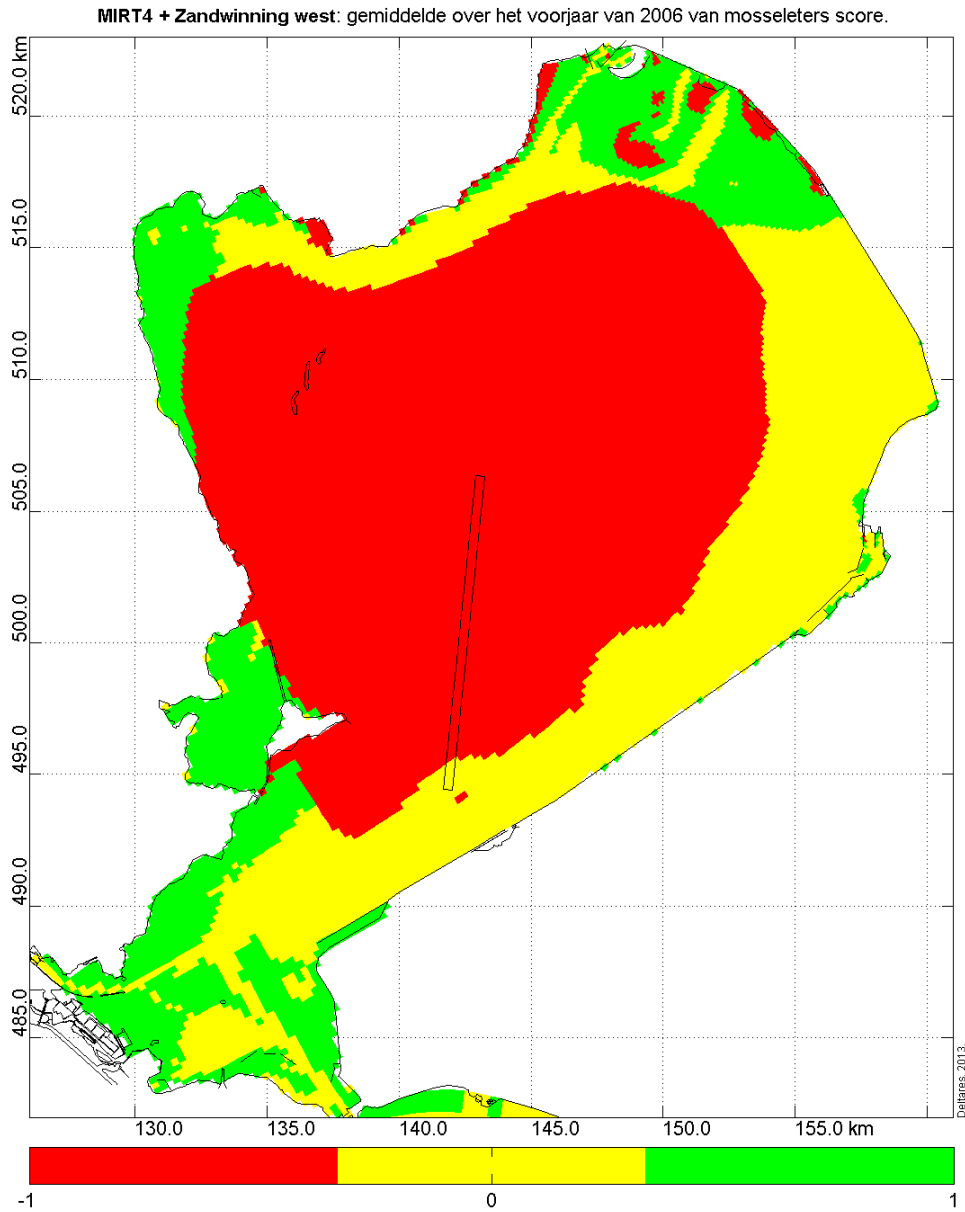 MIRT4 + Zandwinning west: gemiddelde over het voorjaar van 2006 van mosseleters score.
520.0 km
515.0
510.0
505.0
500.0
495.0
490.0
485.0
130.0 135.0 140.0 145.0 150.0 155.0 km
Deltares, 2013.
-1 0 1